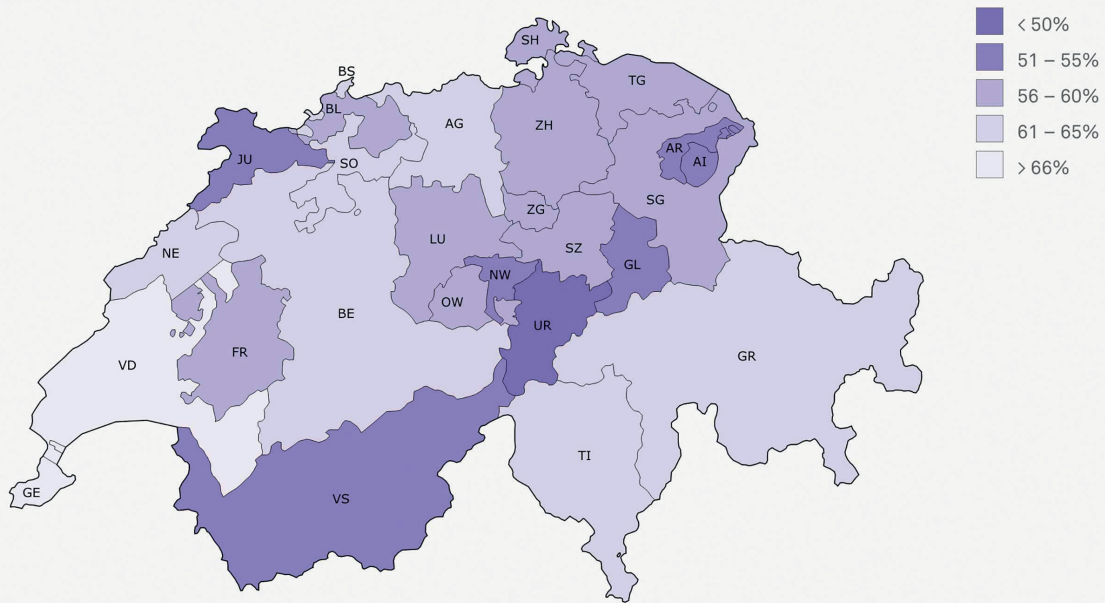 < 50%
51 – 55%
56 – 60%
61 – 65%
> 66%
SH
BS
TG
BL
AG
ZH
AR
JU
SO
AI
ZG
SG
LU
SZ
NE
NW
GL
OW
BE
UR
FR
VD
GR
TI
GE
VS